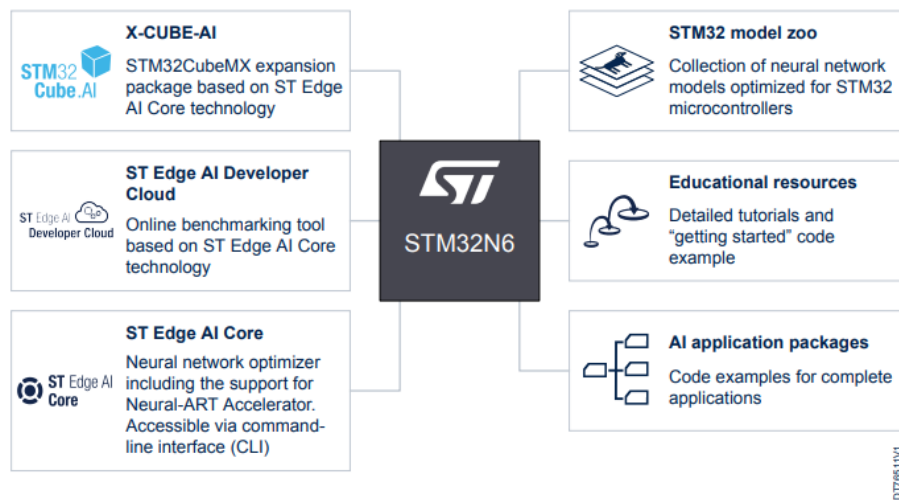 STM32
Cube.AI
X-CUBE-AI
STM32CubeMX expansion
package based on ST Edge
AI Core technology
ST Edge AI
Developer Cloud
ST Edge AI Developer
Cloud
Online benchmarking tool
based on ST Edge AI Core
technology
ST Edge AI
Core
ST Edge AI Core
Neural network optimizer
including the support for
Neural-ART Accelerator.
Accessible via command-
line interface (CLI)
ST
STM32N6
STM32 model zoo
Collection of neural network
models optimized for STM32
microcontrollers
Educational resources
Detailed tutorials and
“getting started” code
example
AI application packages
Code examples for complete
applications